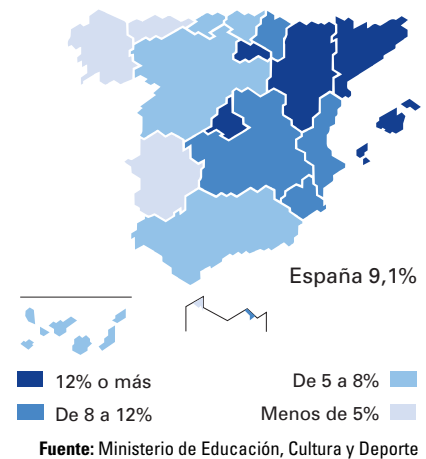 España 9,1%
12% o más
De 5 a 8%
De 8 a 12%
Menos de 5%
Fuente: Ministerio de Educación, Cultura y Deporte